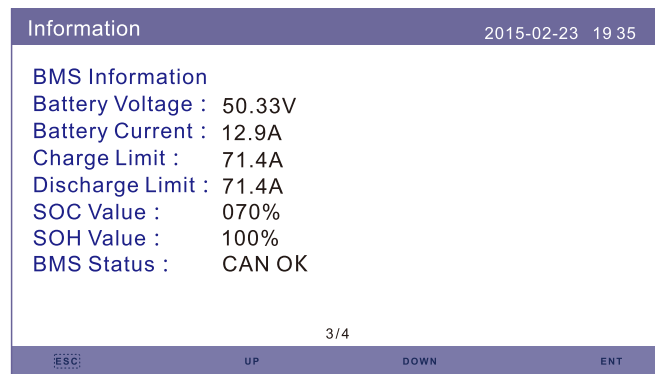 Information 2015-02-23 19 35
BMS Information
Battery Voltage : 50.33V
Battery Current : 12.9A
Charge Limit : 71.4A
Discharge Limit : 71.4A
SOC Value : 070%
SOH Value : 100%
BMS Status : CAN OK
3/4
ESC UP DOWN ENT